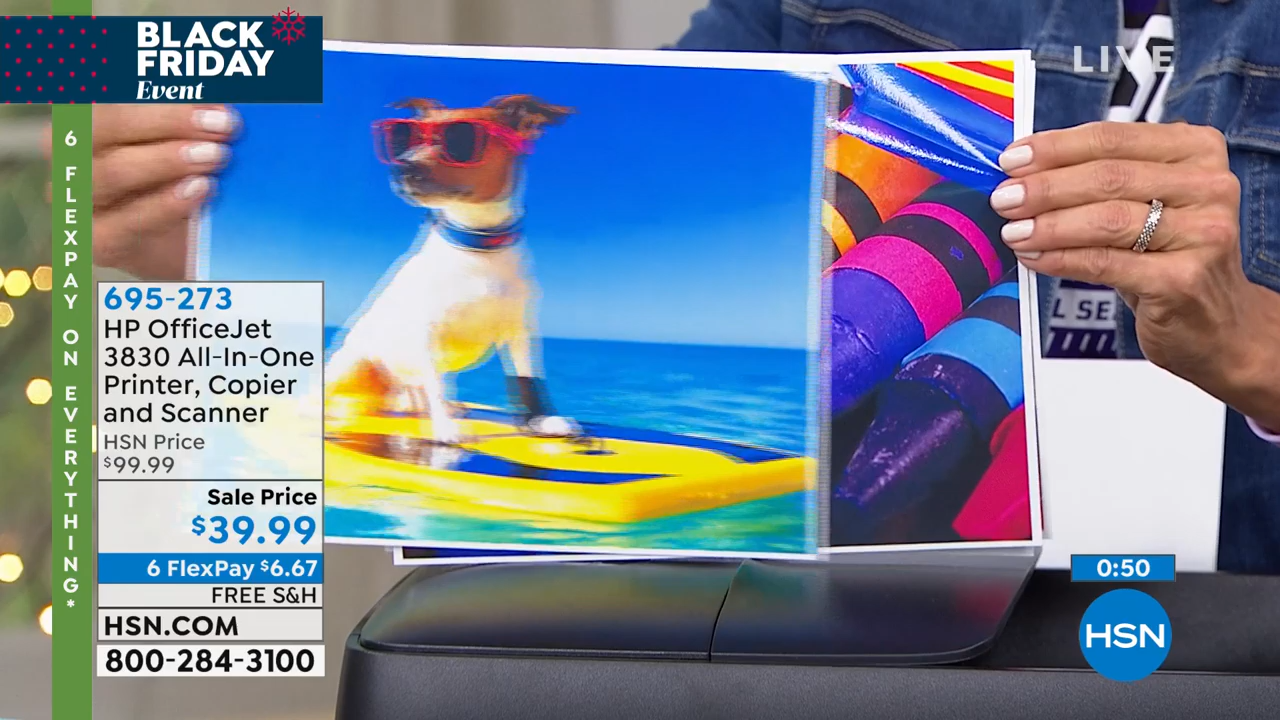 BLACK
FRIDAY
Event
LIVE
6 FLEXPAY ON EVERYTHING*
695-273
HP OfficeJet
3830 All-In-One
Printer, Copier
and Scanner
HSN Price
$99.99
Sale Price
$39.99
6 FlexPay $6.67
FREE S&H
HSN.COM
800-284-3100
L SE
0:50
HSN